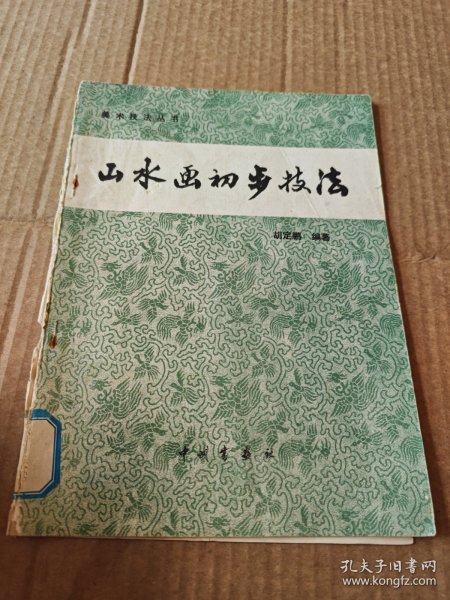 美术技法丛书
山水画初步技法
胡定鹏 编著
中州书画社
孔夫子旧书网
www.kongfz.com